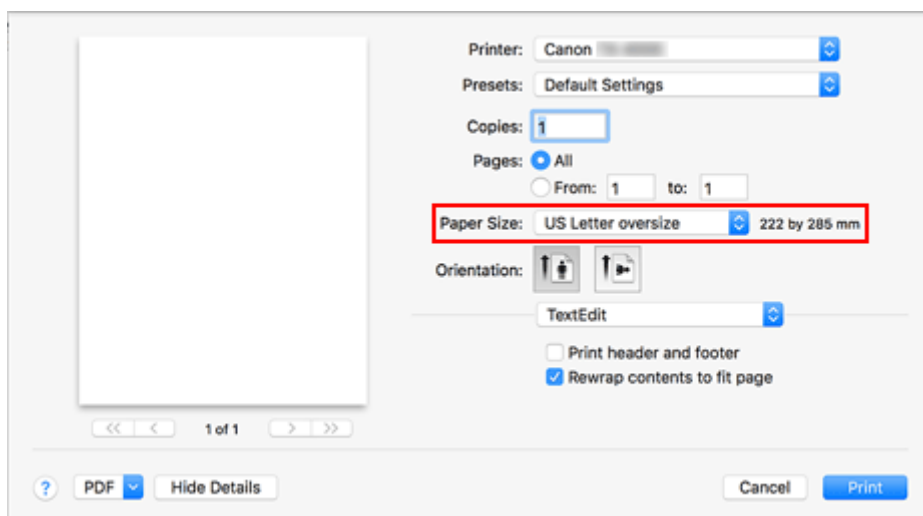 Printer: Canon
Presets: Default Settings
Copies: 1
Pages: All
From: 1 to: 1
Paper Size: US Letter oversize 222 by 285 mm
Orientation:
TextEdit
Print header and footer
Rewrap contents to fit page
<< < 1 of 1 > >>
? PDF Hide Details Cancel Print